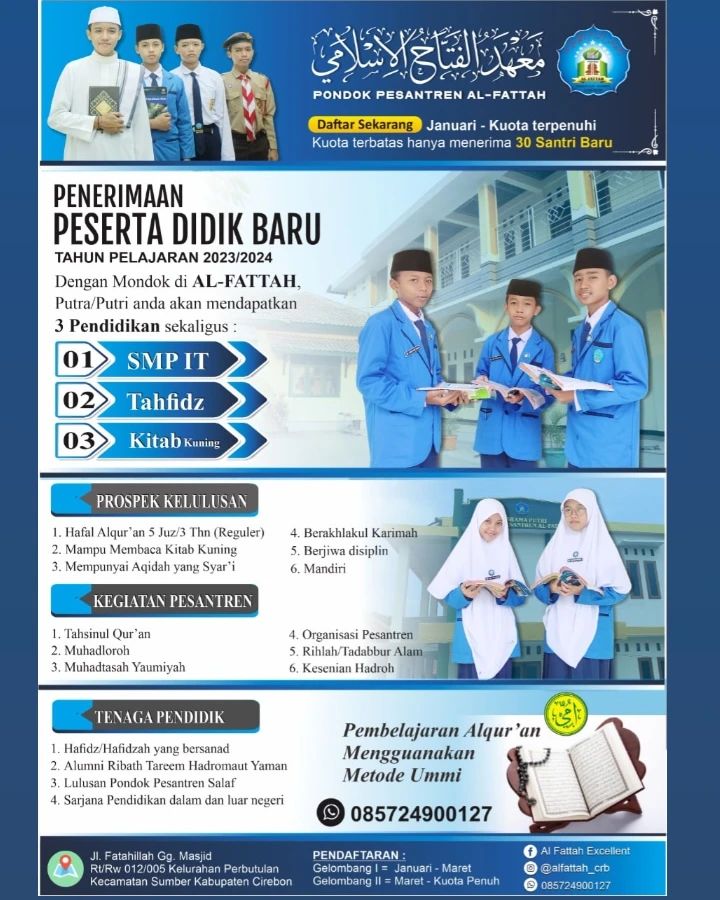 معهد الفتاح الإسلامي
AL-FATTAH
PONDOK PESANTREN AL-FATTAH
Daftar Sekarang Januari - Kuota terpenuhi
Kuota terbatas hanya menerima 30 Santri Baru
PENERIMAAN
PESERTA DIDIK BARU
TAHUN PELAJARAN 2023/2024
Dengan Mondok di AL-FATTAH,
Putra/Putri anda akan mendapatkan
3 Pendidikan sekaligus :
01 SMP IT
02 Tahfidz
03 Kitab Kuning
PROSPEK KELULUSAN
1. Hafal Alqur'an 5 Juz/3 Thn (Reguler)
2. Mampu Membaca Kitab Kuning
3. Mempunyai Aqidah yang Syar'i
4. Berakhlakul Karimah
5. Berjiwa disiplin
6. Mandiri
KEGIATAN PESANTREN
1. Tahsinul Qur'an
2. Muhadloroh
3. Muhadtasah Yaumiyah
4. Organisasi Pesantren
5. Rihlah/Tadabbur Alam
6. Kesenian Hadroh
TENAGA PENDIDIK
1. Hafidz/Hafidzah yang bersanad
2. Alumni Ribath Tareem Hadromaut Yaman
3. Lulusan Pondok Pesantren Salaf
4. Sarjana Pendidikan dalam dan luar negeri
Pembelajaran Alqur'an
Mengguanakan
Metode Ummi
085724900127
Jl. Fatahillah Gg. Masjid
Rt/Rw 012/005 Kelurahan Perbutulan
Kecamatan Sumber Kabupaten Cirebon
PENDAFTARAN :
Gelombang I = Januari - Maret
Gelombang II = Maret - Kuota Penuh
Al Fattah Excellent
@alfattah_crb
085724900127